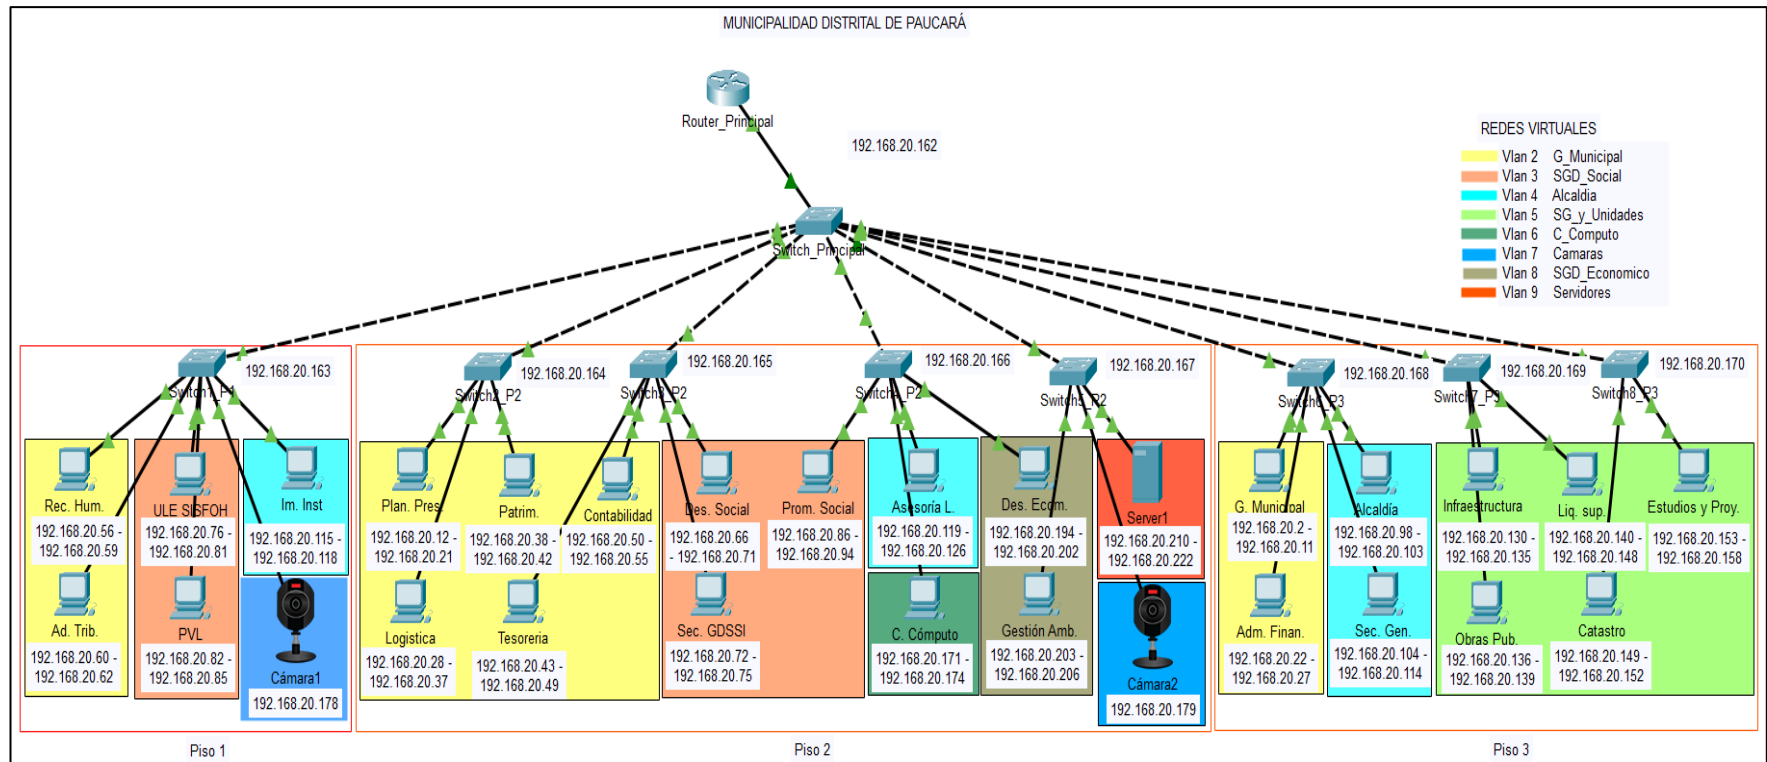 MUNICIPALIDAD DISTRITAL DE PAUCARÁ
Router_Principal
192.168.20.162
Switch_Principal
REDES VIRTUALES
Vlan 2 G_Municipal
Vlan 3 SGD_Social
Vlan 4 Alcaldia
Vlan 5 SG_y_Unidades
Vlan 6 C_Computo
Vlan 7 Camaras
Vlan 8 SGD_Economico
Vlan 9 Servidores
Switch1_P1
192.168.20.163
Switch2_P2
192.168.20.164
Switch3_P2
192.168.20.165
Switch4_P2
192.168.20.166
Switch5_P2
192.168.20.167
Switch6_P3
192.168.20.168
Switch7_P3
192.168.20.169
Switch8_P3
192.168.20.170
Rec. Hum.
192.168.20.56 -
192.168.20.59
ULE SISFOH
192.168.20.76 -
192.168.20.81
Im. Inst
192.168.20.115 -
192.168.20.118
Ad. Trib.
192.168.20.60 -
192.168.20.62
PVL
192.168.20.82 -
192.168.20.85
Cámara1
192.168.20.178
Piso 1
Plan. Pres.
192.168.20.12 -
192.168.20.21
Patrim.
192.168.20.38 -
192.168.20.42
Contabilidad
192.168.20.50 -
192.168.20.55
Des. Social
192.168.20.66
- 192.168.20.71
Prom. Social
192.168.20.86 -
192.168.20.94
Asesoría L.
192.168.20.119 -
192.168.20.126
Des. Ecom.
192.168.20.194 -
192.168.20.202
Server1
192.168.20.210 -
192.168.20.222
Logistica
192.168.20.28 -
192.168.20.37
Tesoreria
192.168.20.43 -
192.168.20.49
Sec. GDSSI
192.168.20.72 -
192.168.20.75
C. Cómputo
192.168.20.171 -
192.168.20.174
Gestión Amb.
192.168.20.203 -
192.168.20.206
Cámara2
192.168.20.179
Piso 2
G. Municipal
192.168.20.2 -
192.168.20.11
Alcaldía
192.168.20.98 -
192.168.20.103
Infraestructura
192.168.20.130 -
192.168.20.135
Liq. sup.
192.168.20.140 -
192.168.20.148
Estudios y Proy.
192.168.20.153 -
192.168.20.158
Adm. Finan.
192.168.20.22 -
192.168.20.27
Sec. Gen.
192.168.20.104 -
192.168.20.114
Obras Pub.
192.168.20.136 -
192.168.20.139
Catastro
192.168.20.149 -
192.168.20.152
Piso 3